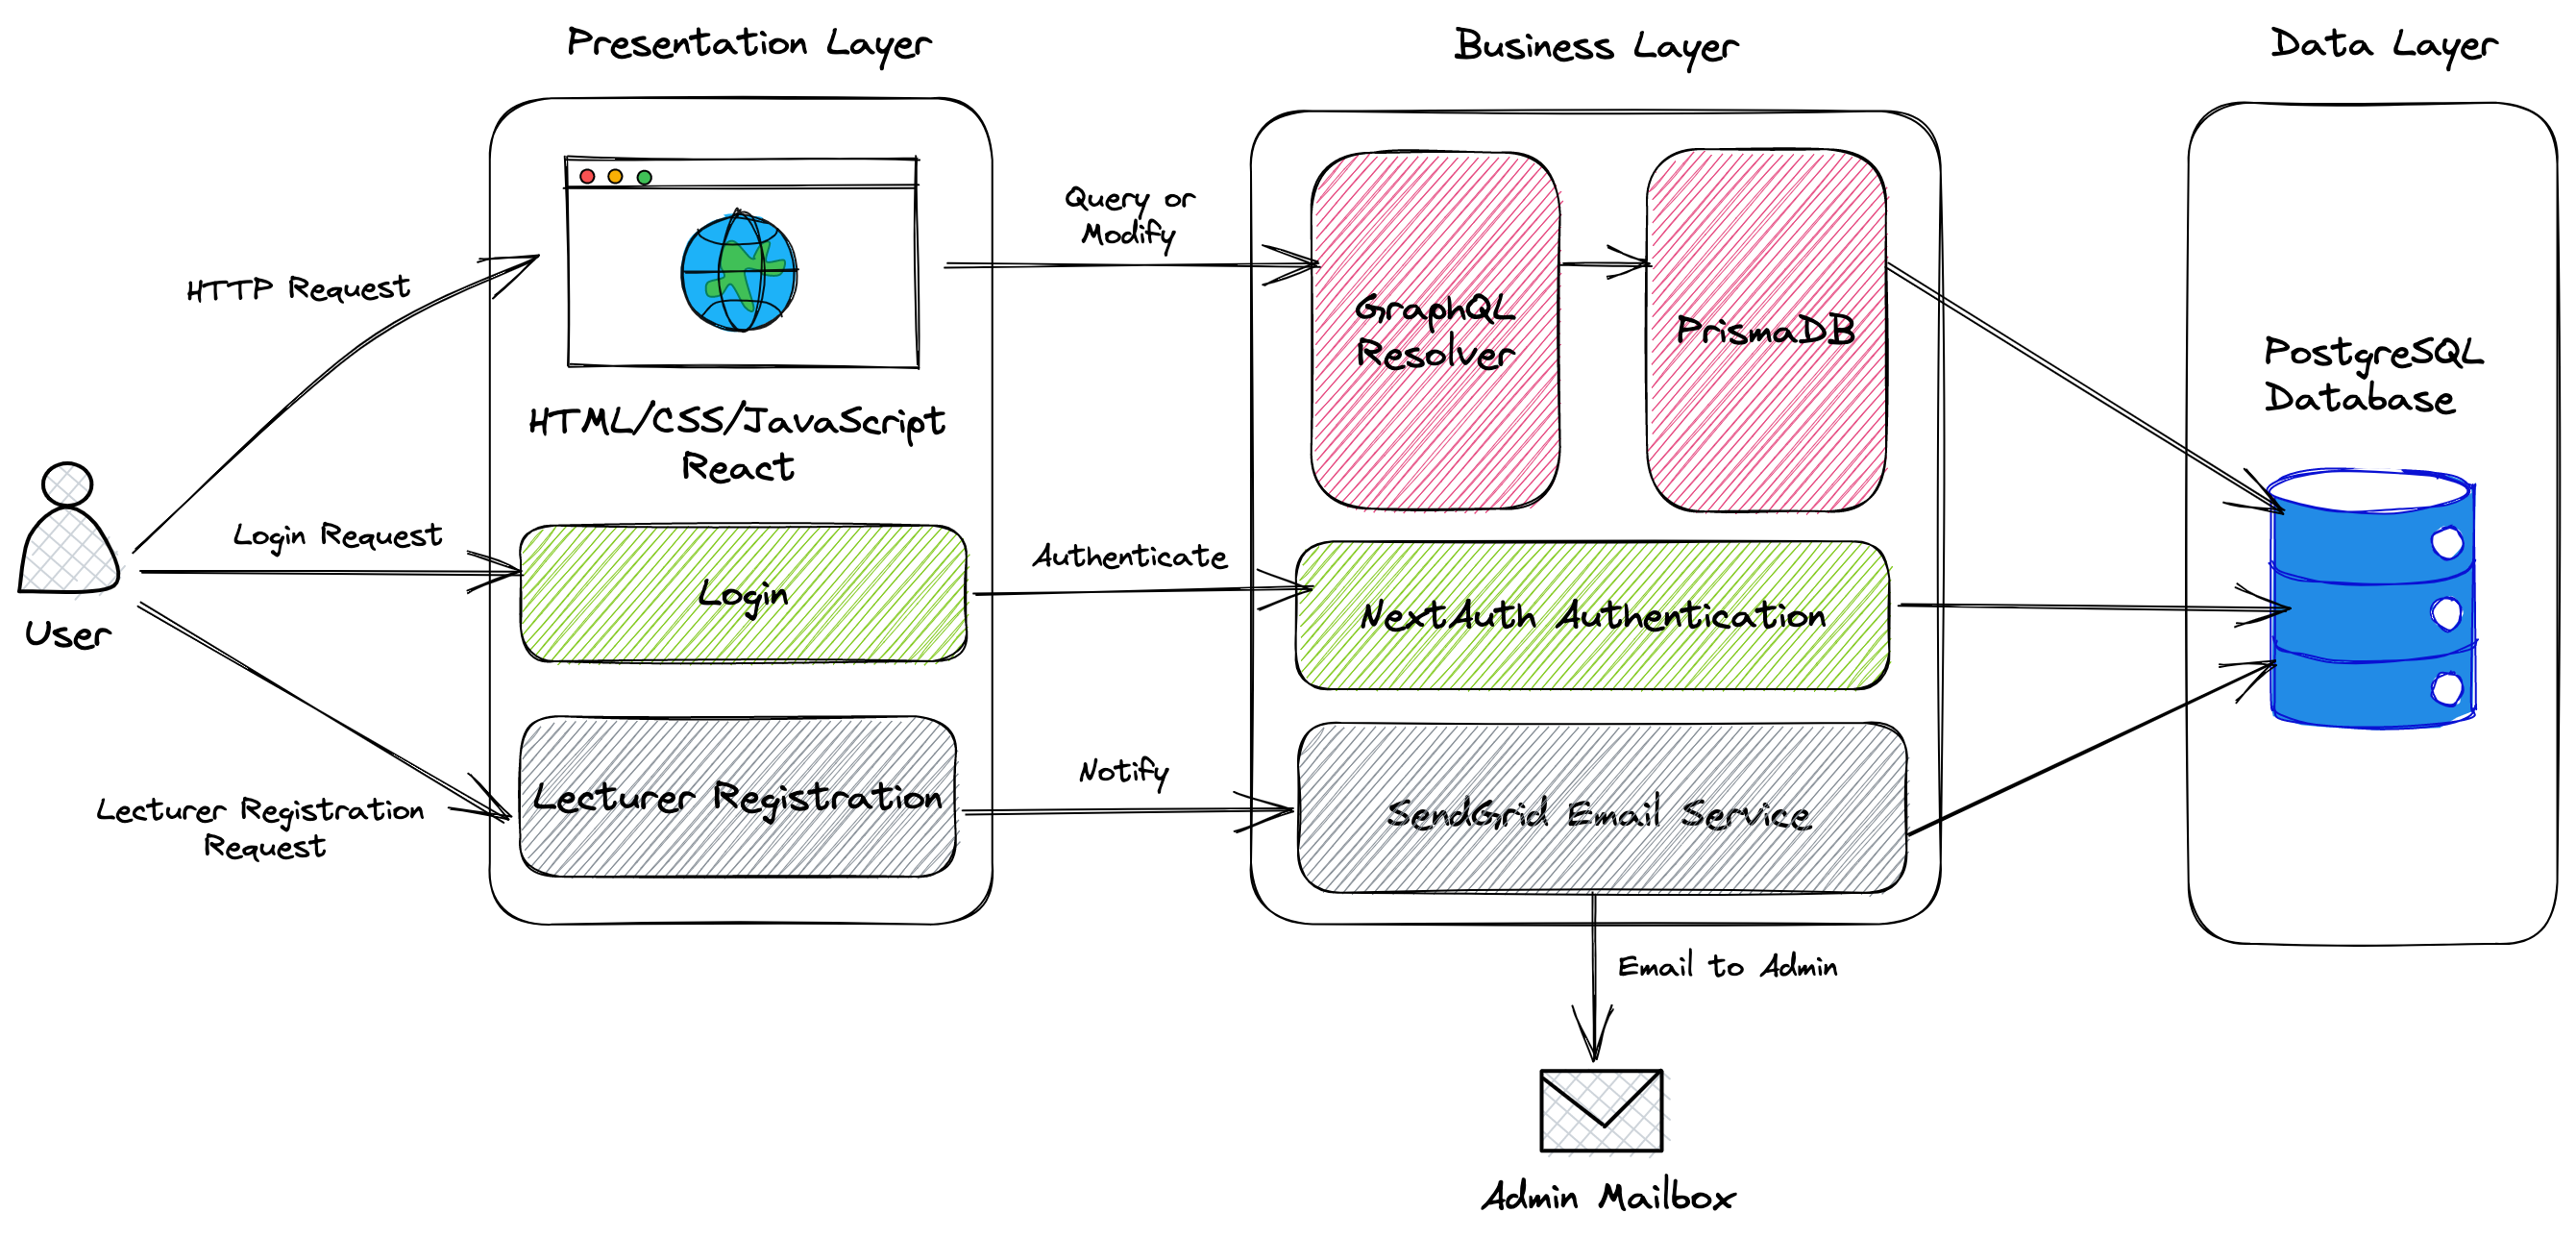 Presentation Layer
Business Layer
Data Layer
HTTP Request
Query or
Modify
GraphQL
Resolver
PrismaDB
PostgreSQL
Database
HTML/CSS/JavaScript
React
Login Request
Login
Authenticate
NextAuth Authentication
User
Lecturer Registration
Request
Lecturer Registration
Notify
SendGrid Email Service
Email to Admin
Admin Mailbox